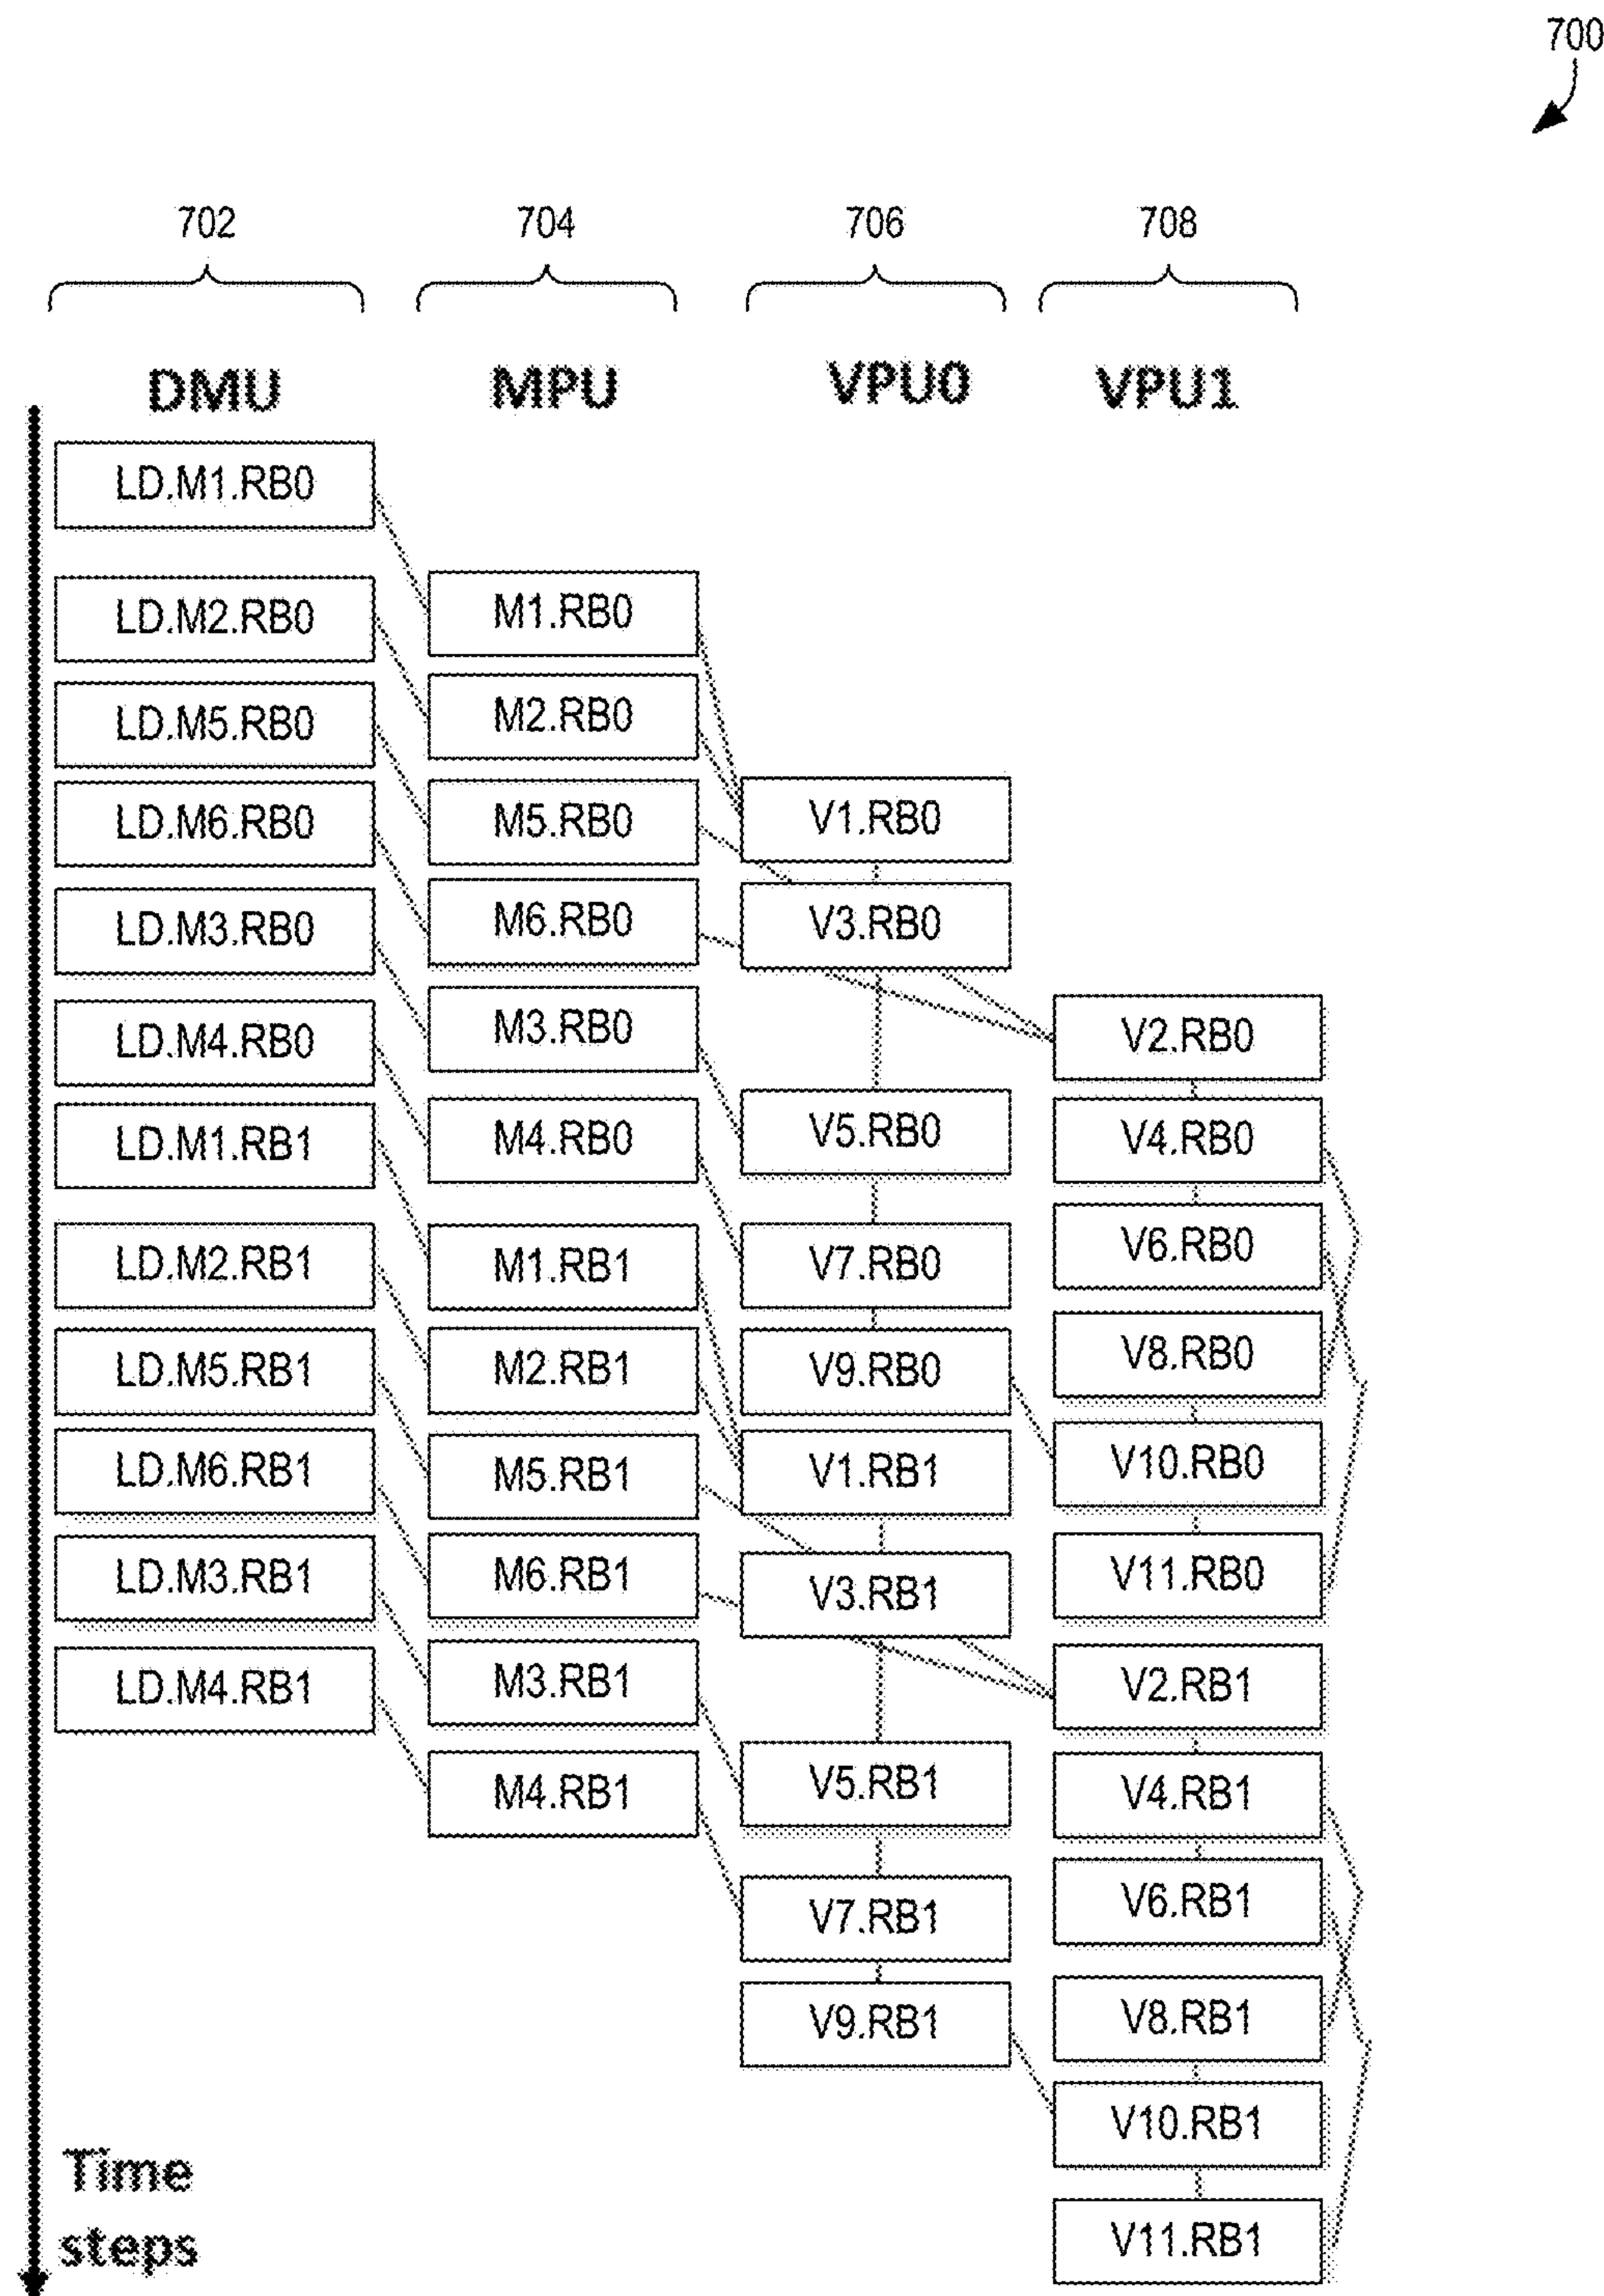 700
702 704 706 708
DMU MPU VPU0 VPU1
LD.M1.RB0
LD.M2.RB0 M1.RB0
LD.M5.RB0 M2.RB0
LD.M6.RB0 M5.RB0 V1.RB0
LD.M3.RB0 M6.RB0 V3.RB0
LD.M4.RB0 M3.RB0 V2.RB0
LD.M1.RB1 M4.RB0 V5.RB0 V4.RB0
LD.M2.RB1 M1.RB1 V7.RB0 V6.RB0
LD.M5.RB1 M2.RB1 V9.RB0 V8.RB0
LD.M6.RB1 M5.RB1 V1.RB1 V10.RB0
LD.M3.RB1 M6.RB1 V3.RB1 V11.RB0
LD.M4.RB1 M3.RB1 V2.RB1
M4.RB1 V5.RB1 V4.RB1
V7.RB1 V6.RB1
V9.RB1 V8.RB1
V10.RB1
Time
steps
V11.RB1